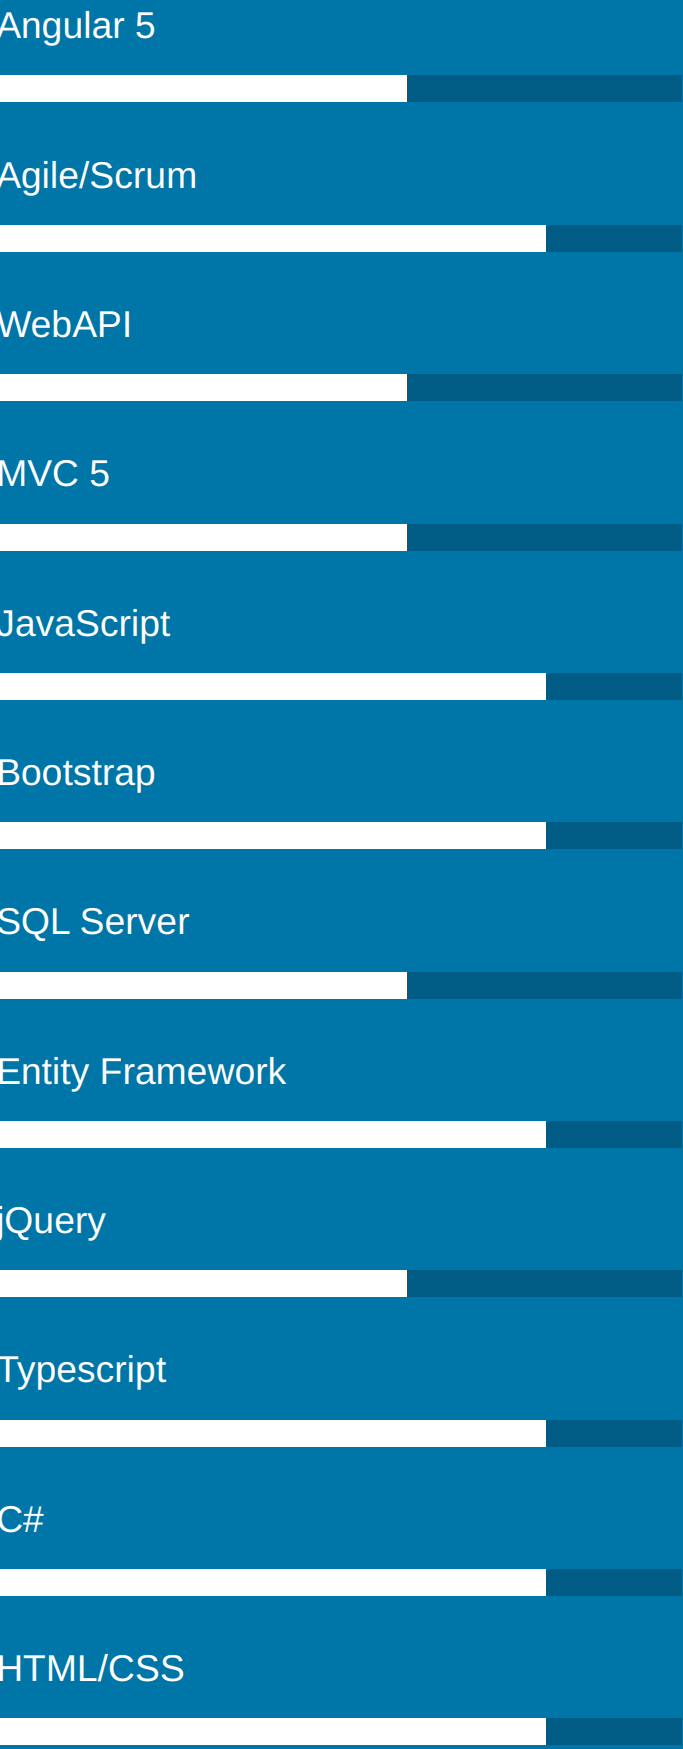 Angular 5
Agile/Scrum
WebAPI
MVC 5
JavaScript
Bootstrap
SQL Server
Entity Framework
jQuery
Typescript
C#
HTML/CSS